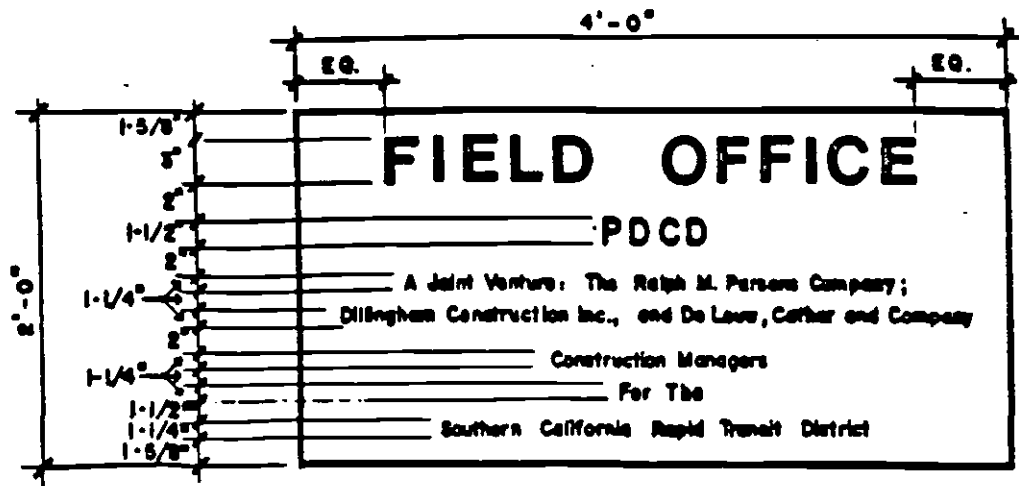 4'-0"
EQ. EQ.
1-5/8"
3"
2"
1-1/2"
2"
1-1/4"
2"
1-1/4"
1-1/2"
1-1/4"
1-5/8"
2'-0"
FIELD OFFICE
PDCD
A Joint Venture: The Ralph M. Parsons Company;
Dillingham Construction Inc., and De Leuw, Cather and Company
Construction Managers
For The
Southern California Rapid Transit District